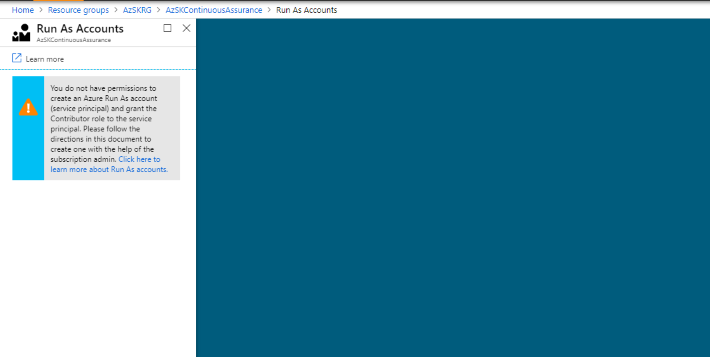 Home > Resource groups > AzSKRG > AzSKContinuousAssurance > Run As Accounts
Run As Accounts
AzSKContinuousAssurance
Learn more
You do not have permissions to
create an Azure Run As account
(service principal) and grant the
Contributor role to the service
principal. Please follow the
directions in this document to
create one with the help of the
subscription admin. Click here to
learn more about Run As accounts.